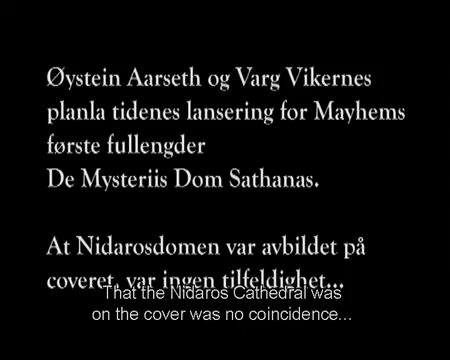 Øystein Aarseth og Varg Vikernes
planla tidenes lansering for Mayhems
første fullengder
De Mysteriis Dom Sathanas.
At Nidarosdomen var avbildet på
coveret, var ingen tilfeldighet...
That the Nidaros Cathedral was
on the cover was no coincidence...